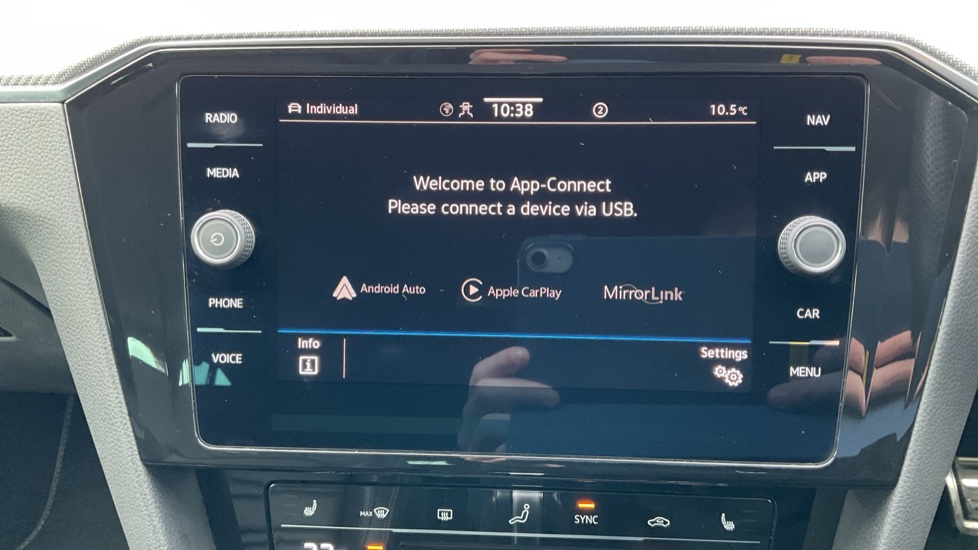 RADIO
MEDIA
PHONE
VOICE
Individual 10:38 2 10.5°C
Welcome to App-Connect
Please connect a device via USB.
Android Auto Apple CarPlay MirrorLink
Info Settings
NAV
APP
CAR
MENU
MAX SYNC